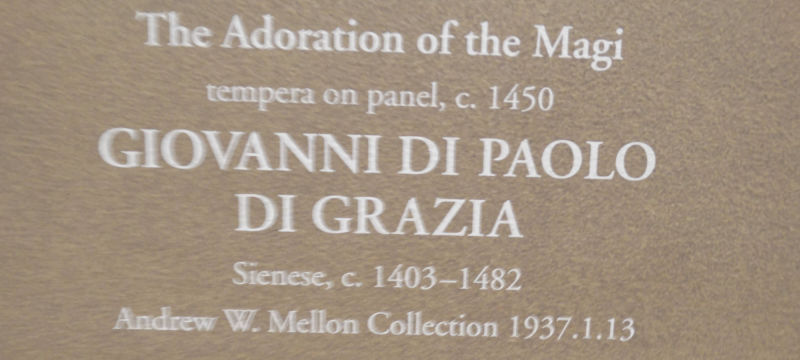 The Adoration of the Magi
tempera on panel, c. 1450
GIOVANNI DI PAOLO
DI GRAZIA
Sienese, c. 1403–1482
Andrew W. Mellon Collection 1937.1.13